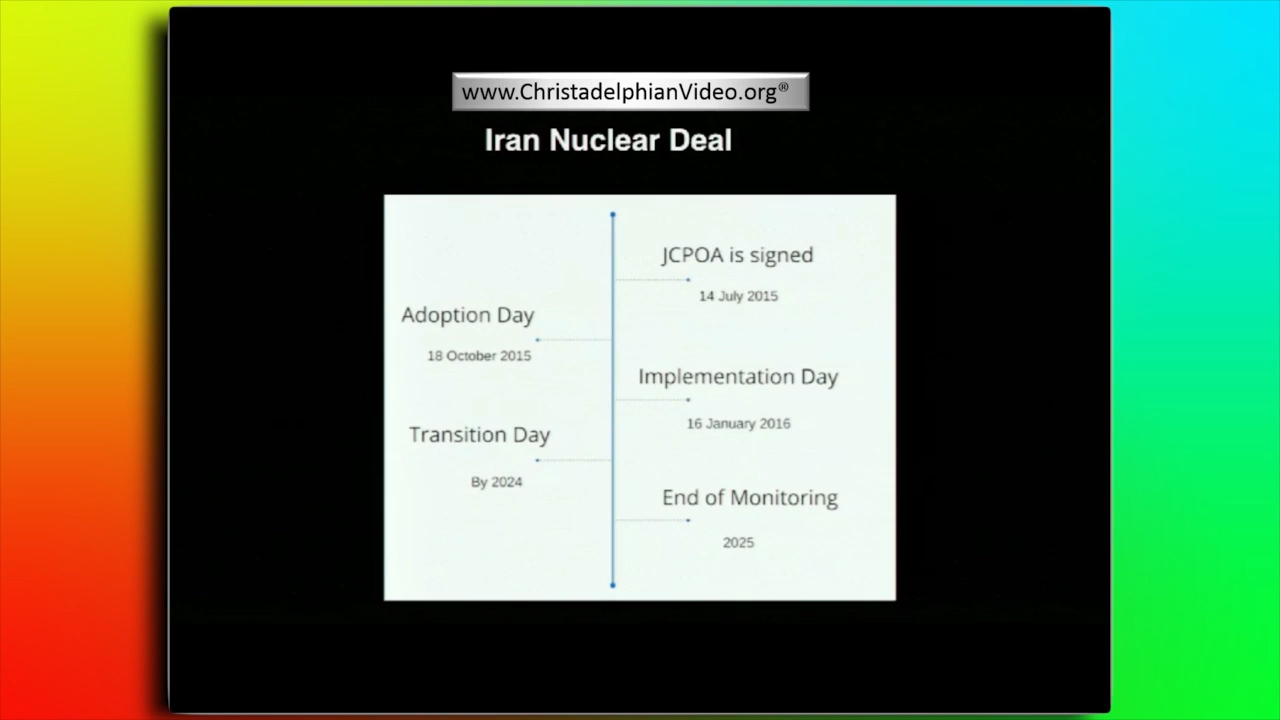 www.ChristadelphianVideo.org®
Iran Nuclear Deal
JCPOA is signed
14 July 2015
Adoption Day
18 October 2015
Implementation Day
16 January 2016
Transition Day
By 2024
End of Monitoring
2025